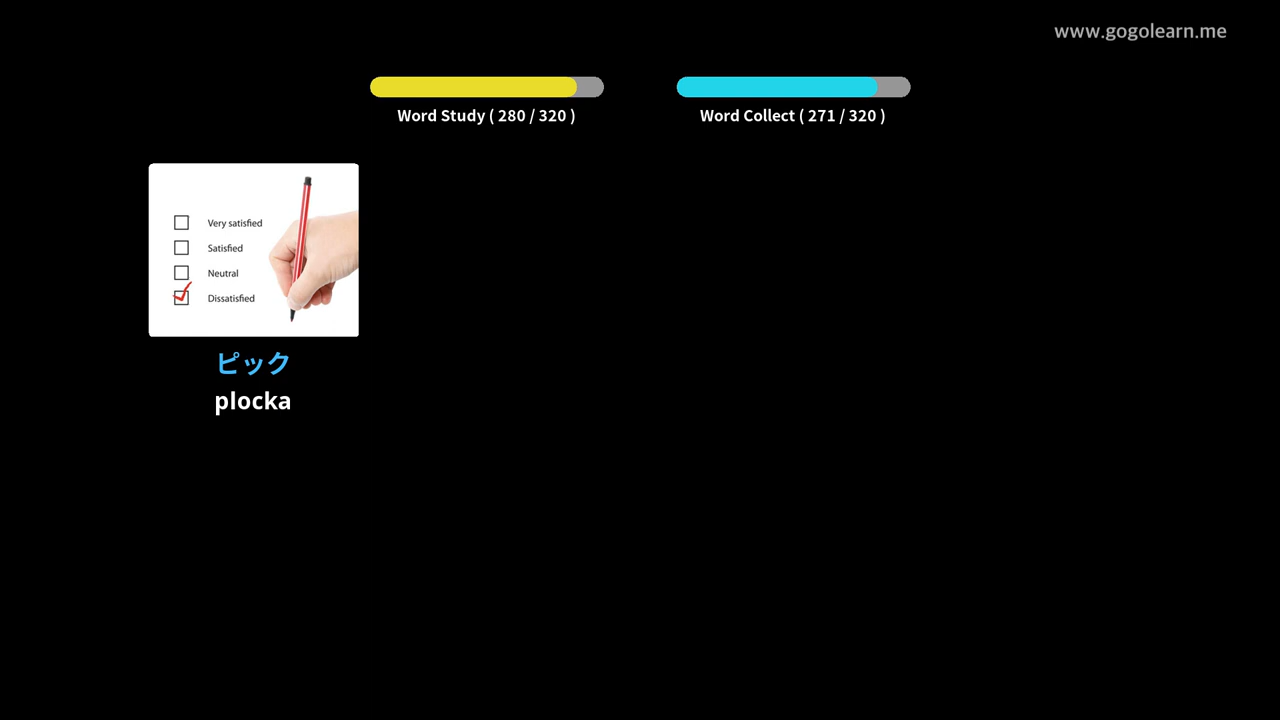 www.gogolearn.me
Word Study ( 280 / 320 )
Word Collect ( 271 / 320 )
Very satisfied
Satisfied
Neutral
Dissatisfied
ピック
plocka